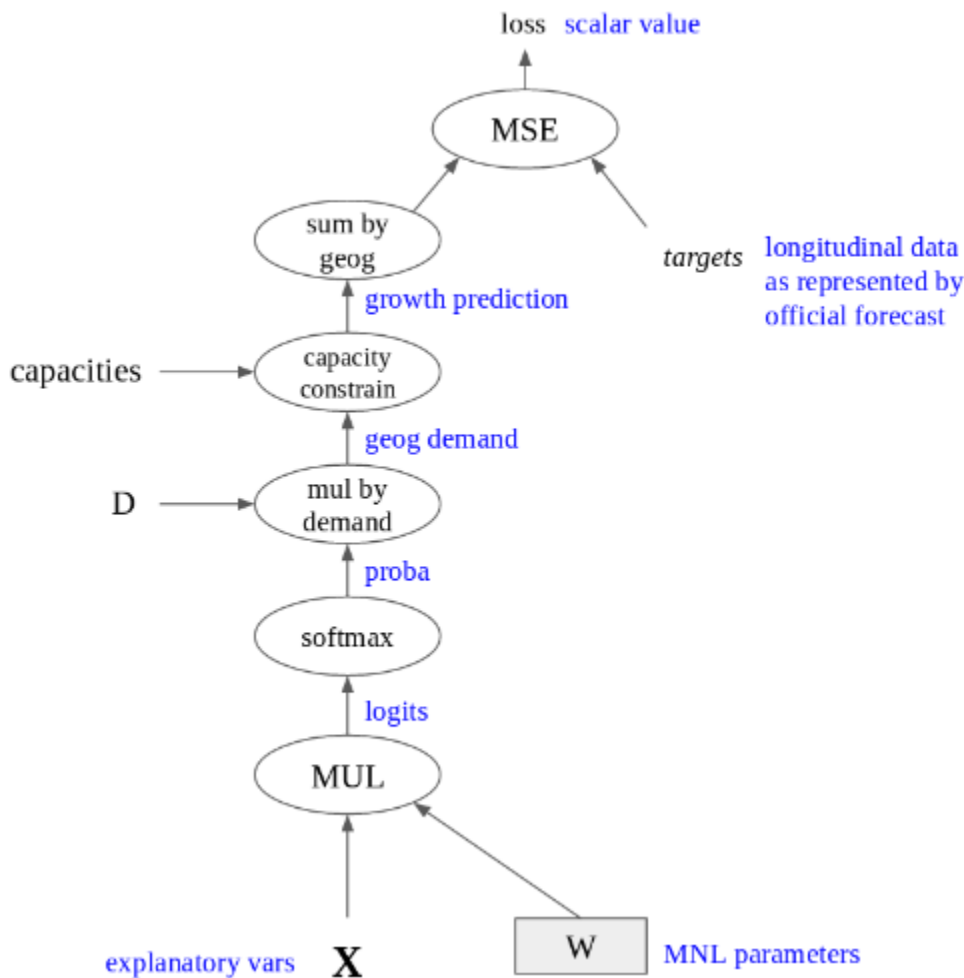 loss scalar value
MSE
sum by
geog
targets
longitudinal data
as represented by
official forecast
growth prediction
capacities
capacity
constrain
geog demand
D
mul by
demand
proba
softmax
logits
MUL
explanatory vars
X
W
MNL parameters